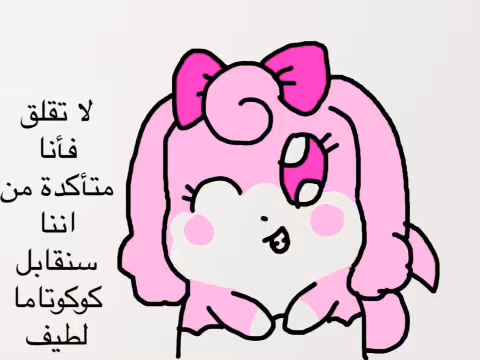 لا تقلق
فأنا
متأكدة من
اننا
سنقابل
كوكوتاما
لطيف